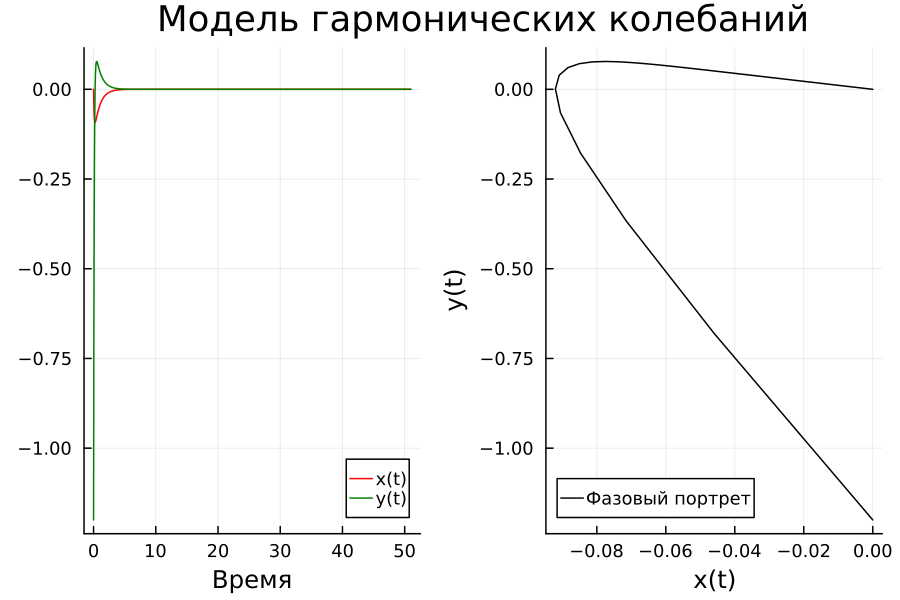 Модель гармонических колебаний
0.00
−0.25
−0.50
−0.75
−1.00
x(t)
y(t)
0 10 20 30 40 50
Время
y(t)
0.00
−0.25
−0.50
−0.75
−1.00
Фазовый портрет
−0.08 −0.06 −0.04 −0.02 0.00
x(t)